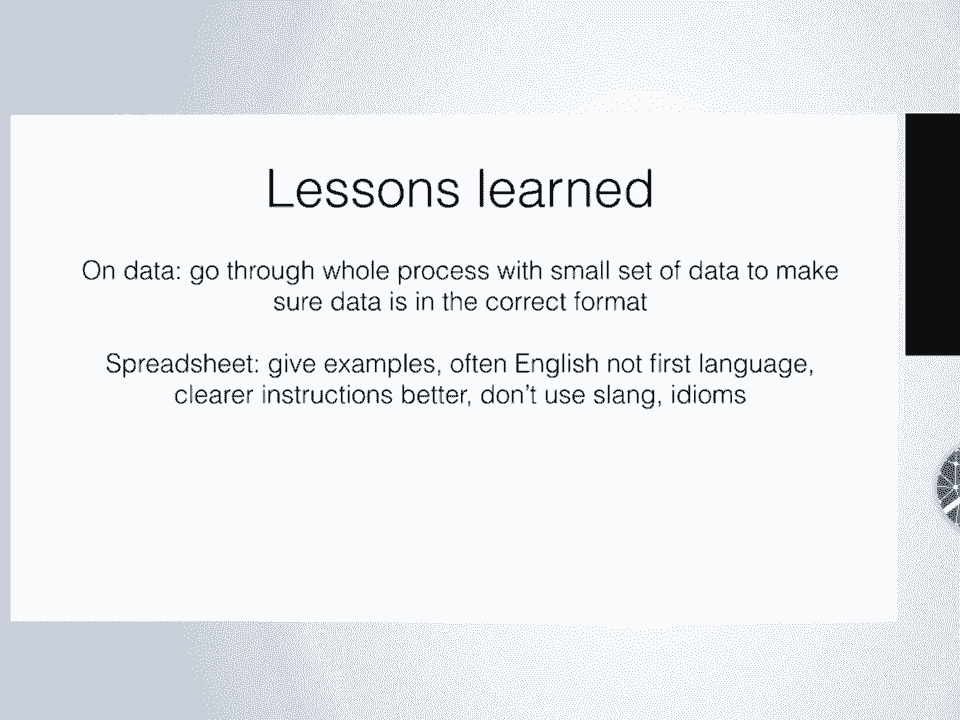 Lessons learned
On data: go through whole process with small set of data to make
sure data is in the correct format
Spreadsheet: give examples, often English not first language,
clearer instructions better, don't use slang, idioms